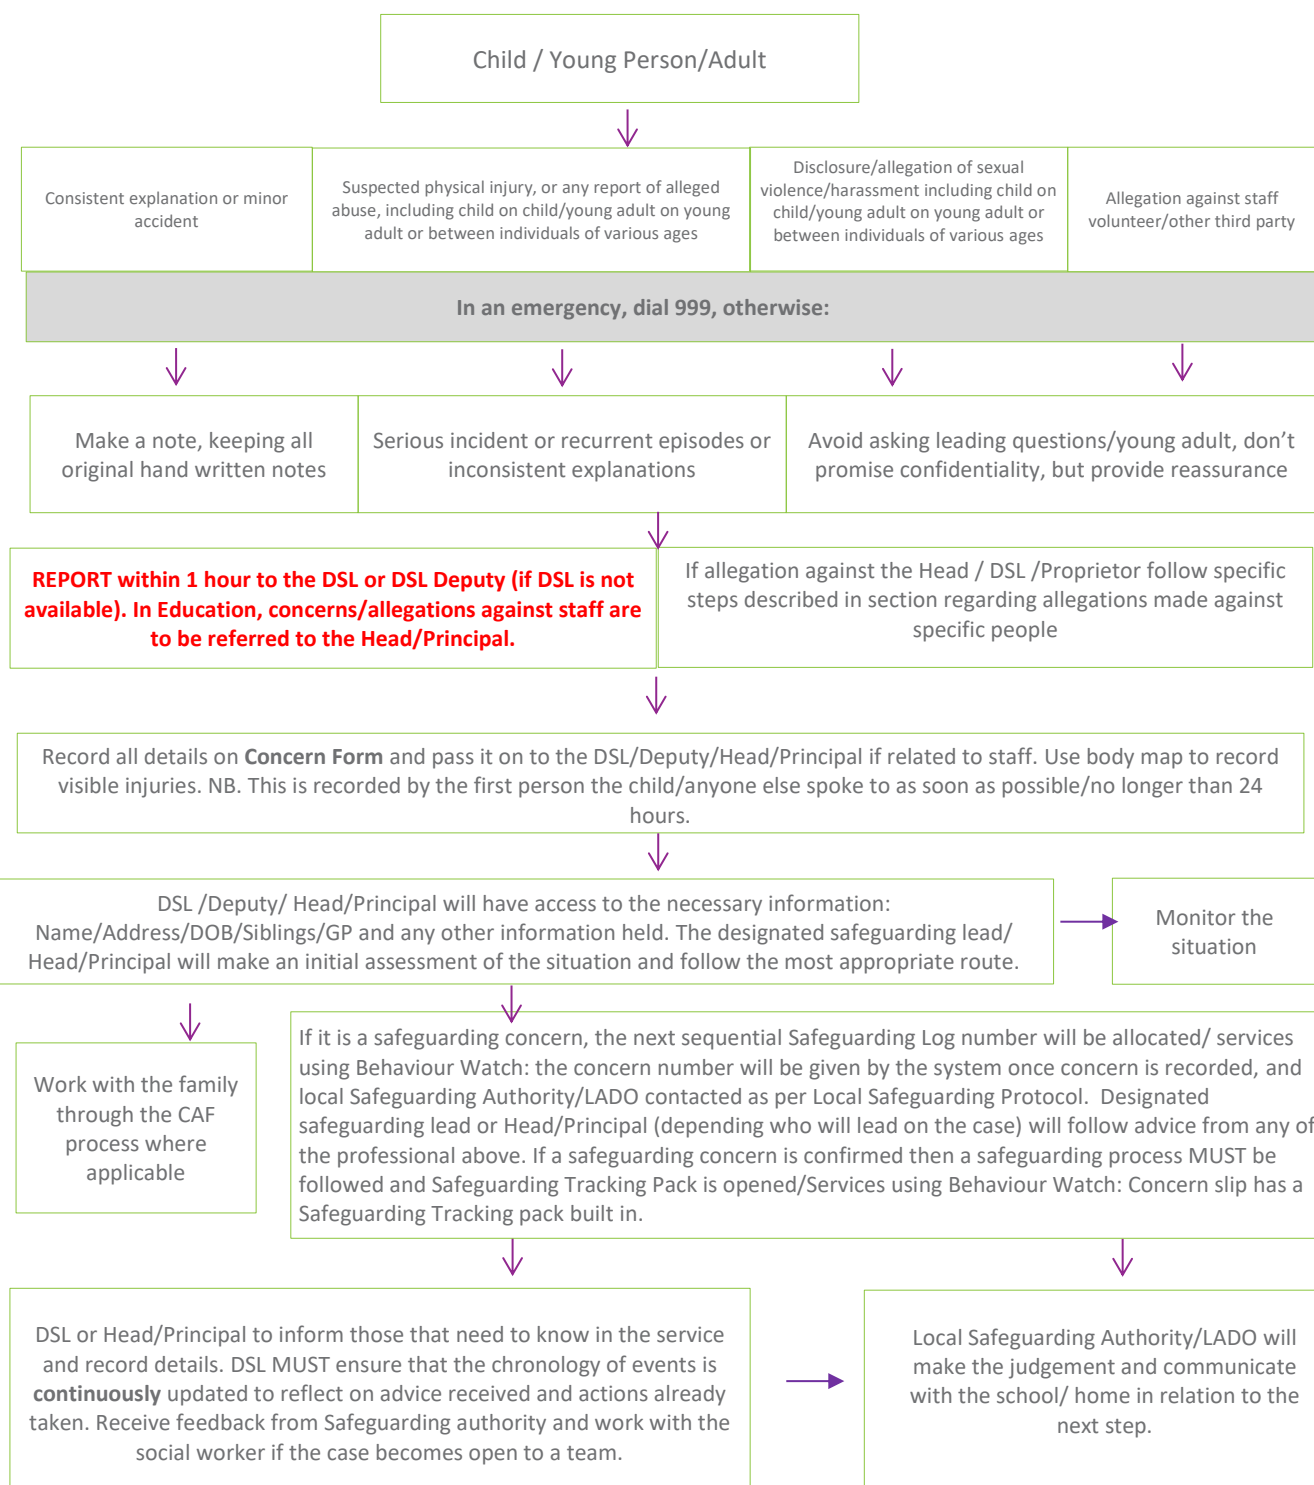 Child / Young Person/Adult
Consistent explanation or minor
accident
Suspected physical injury, or any report of alleged
abuse, including child on child/young adult on young
adult or between individuals of various ages
Disclosure/allegation of sexual
violence/harassment including child on
child/young adult on young adult or
between individuals of various ages
Allegation against staff
volunteer/other third party
In an emergency, dial 999, otherwise:
Make a note, keeping all
original hand written notes
Serious incident or recurrent episodes or
inconsistent explanations
Avoid asking leading questions/young adult, don’t
promise confidentiality, but provide reassurance
REPORT within 1 hour to the DSL or DSL Deputy (if DSL is not
available). In Education, concerns/allegations against staff are
to be referred to the Head/Principal.
If allegation against the Head / DSL /Proprietor follow specific
steps described in section regarding allegations made against
specific people
Record all details on Concern Form and pass it on to the DSL/Deputy/Head/Principal if related to staff. Use body map to record
visible injuries. NB. This is recorded by the first person the child/anyone else spoke to as soon as possible/no longer than 24
hours.
DSL /Deputy/ Head/Principal will have access to the necessary information:
Name/Address/DOB/Siblings/GP and any other information held. The designated safeguarding lead/
Head/Principal will make an initial assessment of the situation and follow the most appropriate route.
Monitor the
situation
Work with the family
through the CAF
process where
applicable
If it is a safeguarding concern, the next sequential Safeguarding Log number will be allocated/ services
using Behaviour Watch: the concern number will be given by the system once concern is recorded, and
local Safeguarding Authority/LADO contacted as per Local Safeguarding Protocol.  Designated
safeguarding lead or Head/Principal (depending who will lead on the case) will follow advice from any of
the professional above. If a safeguarding concern is confirmed then a safeguarding process MUST be
followed and Safeguarding Tracking Pack is opened/Services using Behaviour Watch: Concern slip has a
Safeguarding Tracking pack built in.
DSL or Head/Principal to inform those that need to know in the service
and record details. DSL MUST ensure that the chronology of events is
continuously updated to reflect on advice received and actions already
taken. Receive feedback from Safeguarding authority and work with the
social worker if the case becomes open to a team.
Local Safeguarding Authority/LADO will
make the judgement and communicate
with the school/ home in relation to the
next step.